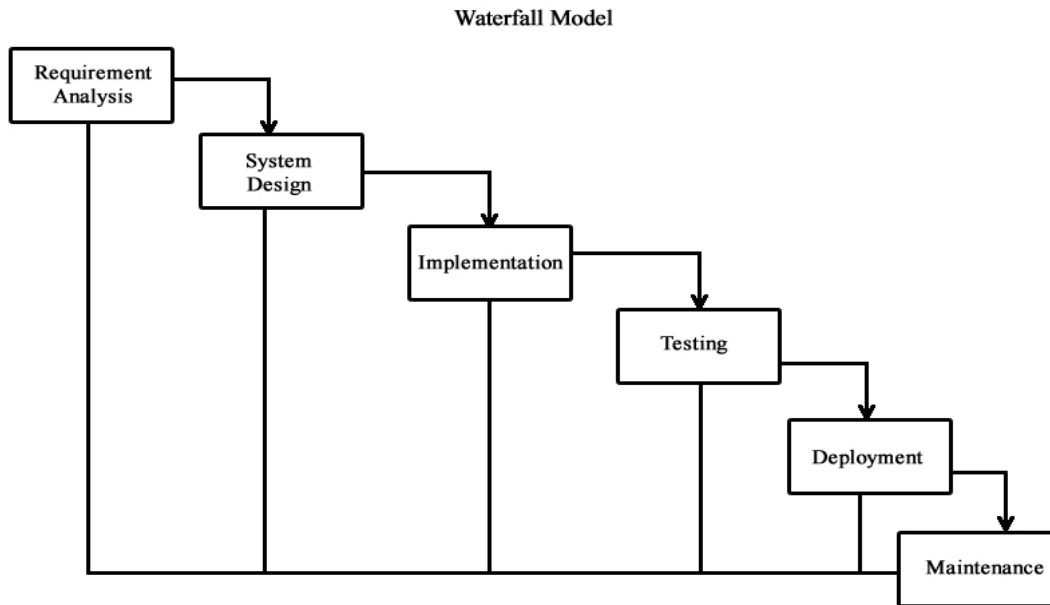 Waterfall Model
Requirement
Analysis
System
Design
Implementation
Testing
Deployment
Maintenance